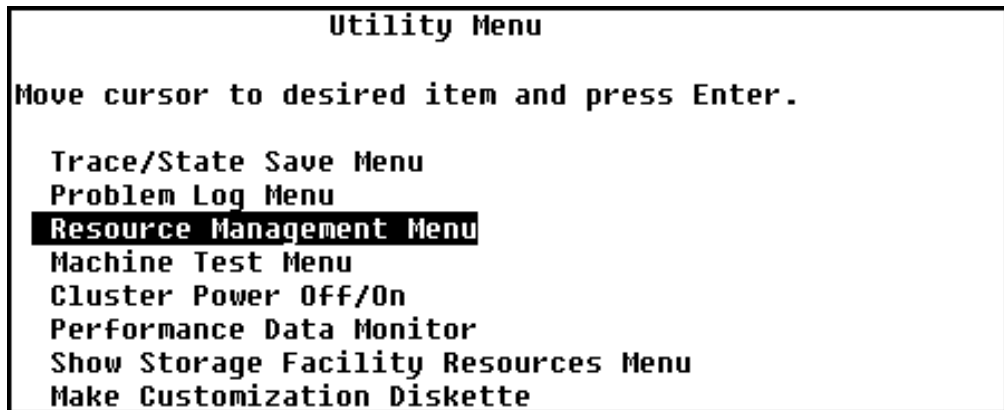 Utility Menu
Move cursor to desired item and press Enter.
Trace/State Save Menu
Problem Log Menu
Resource Management Menu
Machine Test Menu
Cluster Power Off/On
Performance Data Monitor
Show Storage Facility Resources Menu
Make Customization Diskette